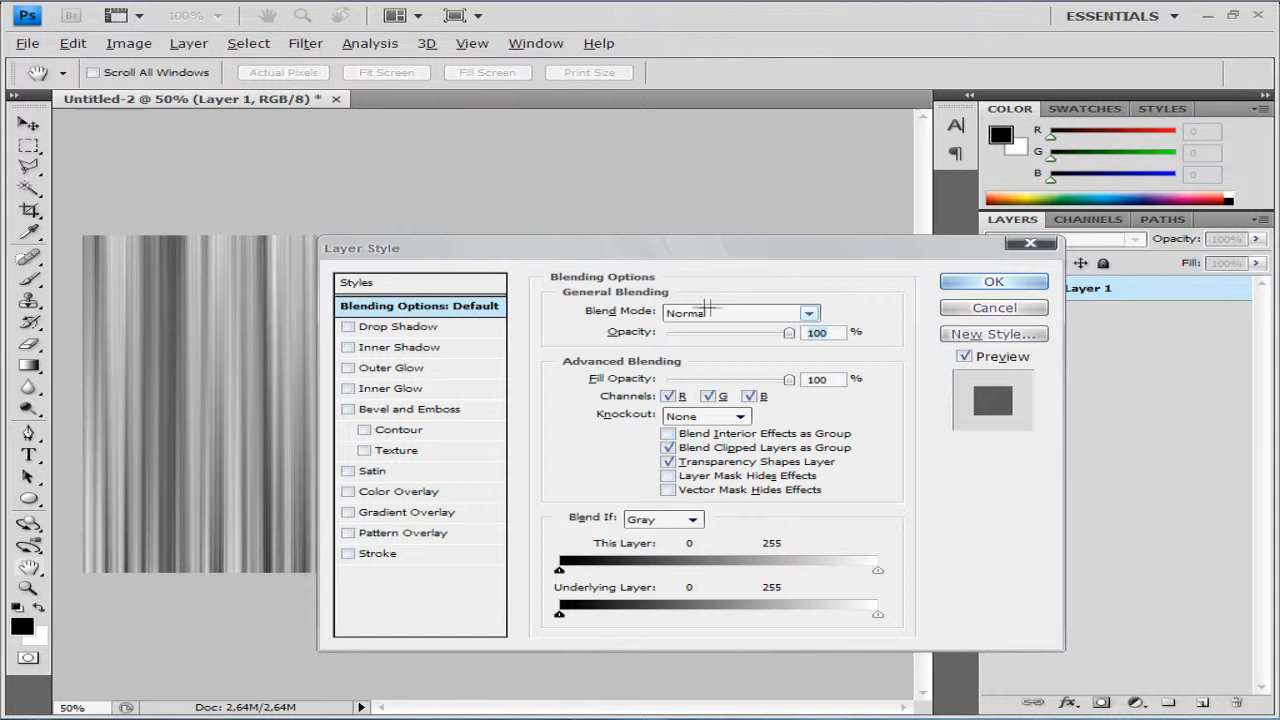 Ps Br 100% ESSENTIALS
File Edit Image Layer Select Filter Analysis 3D View Window Help
Scroll All Windows Actual Pixels Fit Screen Fill Screen Print Size
Untitled-2 @ 50% (Layer 1, RGB/8) *
COLOR SWATCHES STYLES
R 0
G 0
B 0
LAYERS CHANNELS PATHS
Opacity: 100%
Fill: 100%
Layer 1
Layer Style
Styles
Blending Options: Default
Drop Shadow
Inner Shadow
Outer Glow
Inner Glow
Bevel and Emboss
Contour
Texture
Satin
Color Overlay
Gradient Overlay
Pattern Overlay
Stroke
Blending Options
General Blending
Blend Mode: Normal
Opacity: 100 %
Advanced Blending
Fill Opacity: 100 %
Channels: R G B
Knockout: None
Blend Interior Effects as Group
Blend Clipped Layers as Group
Transparency Shapes Layer
Layer Mask Hides Effects
Vector Mask Hides Effects
Blend If: Gray
This Layer: 0 255
Underlying Layer: 0 255
OK
Cancel
New Style...
Preview
50% Doc: 2,64M/2,64M